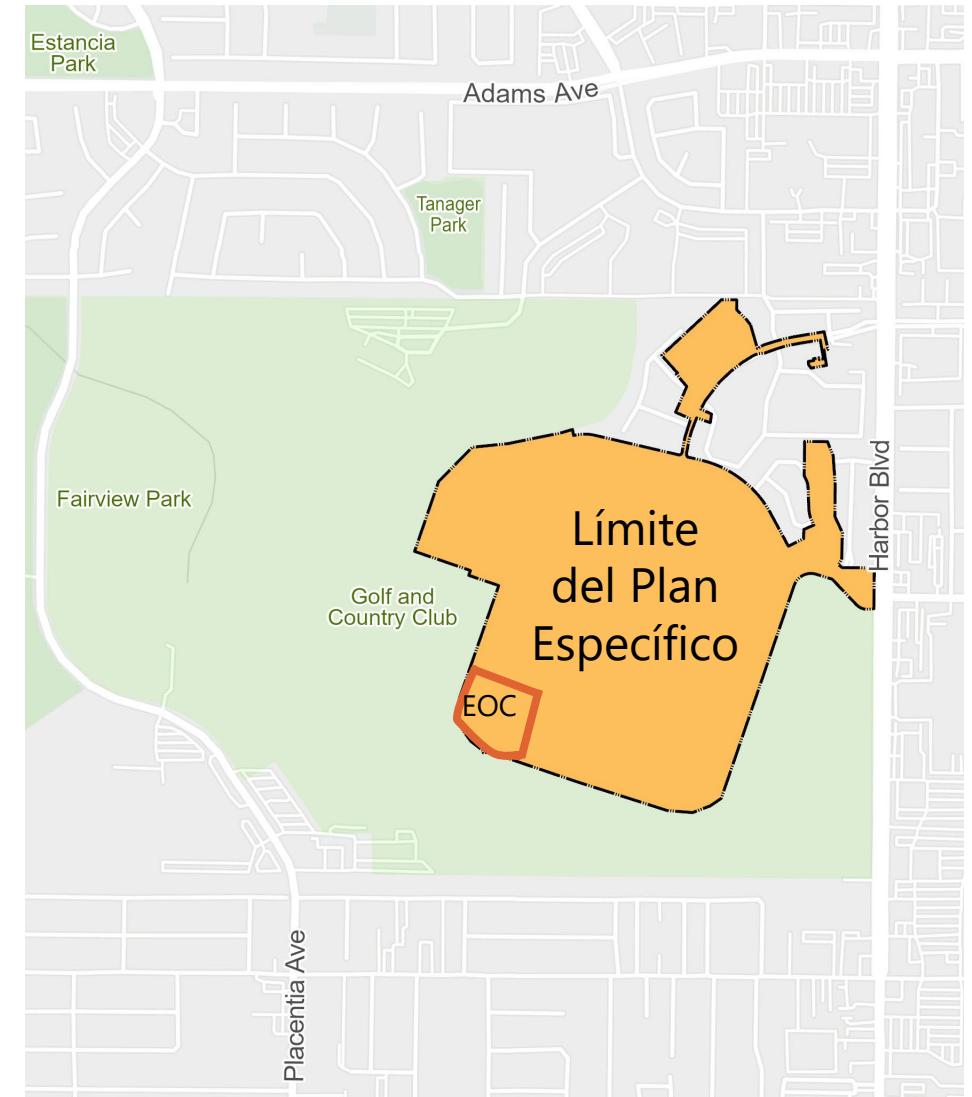 Estancia
Park
Adams Ave
Tanager
Park
Harbor Blvd
Fairview Park
Límite
del Plan
Específico
Golf and
Country Club
EOC
Placentia Ave